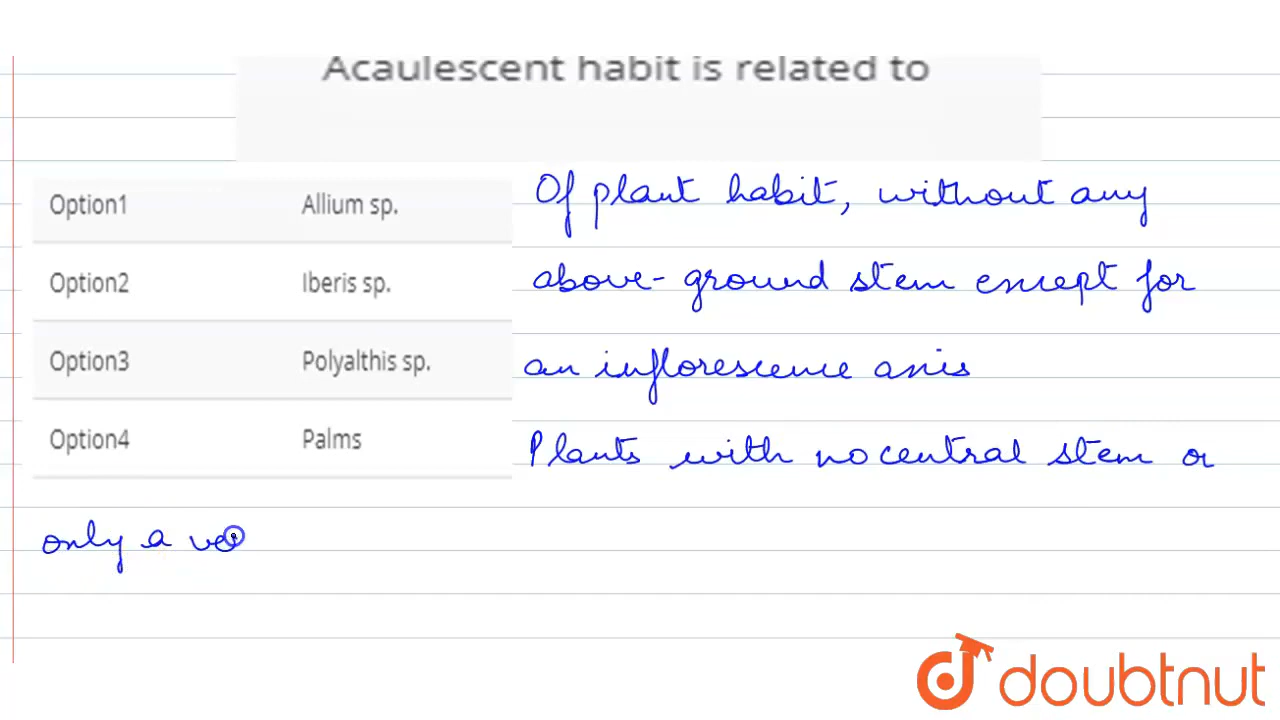 Acaulescent habit is related to
Option1 Allium sp.
Option2 Iberis sp.
Option3 Polyalthis sp.
Option4 Palms
Of plant habit, without any
above-ground stem except for
an inflorescence axis
Plants with no central stem or
only a ve
doubtnut